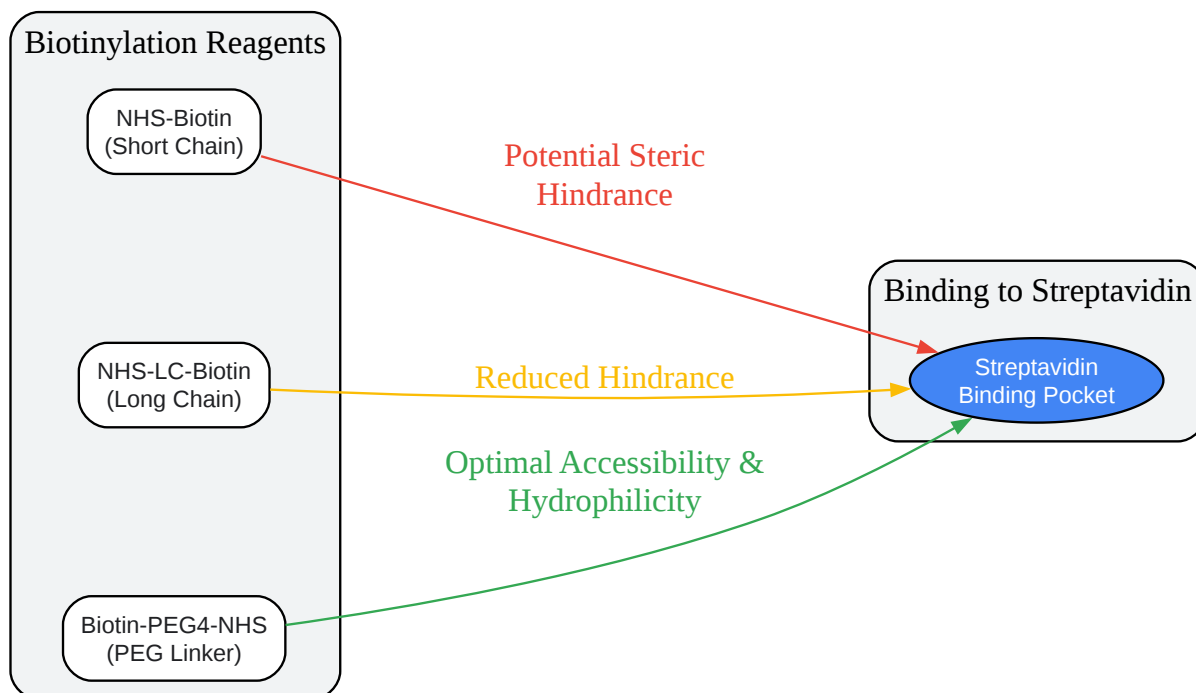 Biotinylation Reagents
NHS-Biotin
(Short Chain)
Potential Steric
Hindrance
Binding to Streptavidin
NHS-LC-Biotin
(Long Chain)
Reduced Hindrance
Streptavidin
Binding Pocket
Optimal Accessibility &
Hydrophilicity
Biotin-PEG4-NHS
(PEG Linker)